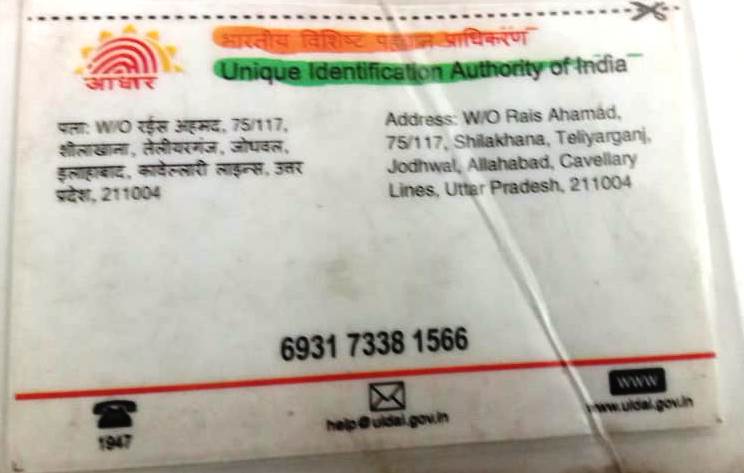 भारतीय विशिष्ट पहचान प्राधिकरण
Unique Identification Authority of India
आधार
पता: W/O रईस अहमद, 75/117,
शीलाखाना, तेलीयरगंज, जोधवल,
इलाहाबाद, कावेल्लारी लाइन्स, उत्तर
प्रदेश, 211004
Address: W/O Rais Ahamad,
75/117, Shilakhana, Teliyarganj,
Jodhwal, Allahabad, Cavellary
Lines, Uttar Pradesh, 211004
6931 7338 1566
1947
help@uidai.gov.in
www
www.uidai.gov.in